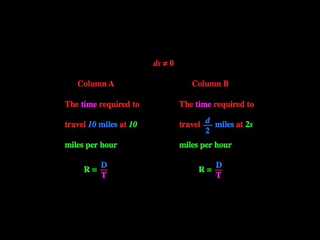 ds ≠ 0
Column A
Column B
The time required to
travel 10 miles at 10
miles per hour
R = D/T
The time required to
travel d/2 miles at 2s
miles per hour
R = D/T